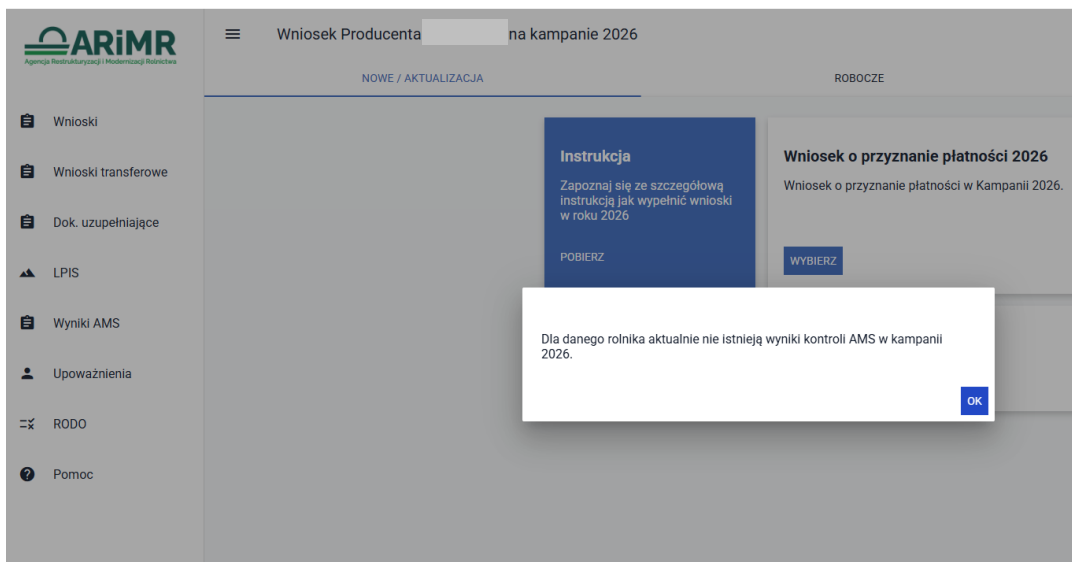 ARiMR
Agencja Restrukturyzacji i Modernizacji Rolnictwa
Wniosek Producenta na kampanie 2026
NOWE / AKTUALIZACJA
ROBOCZE
Wnioski
Wnioski transferowe
Dok. uzupełniające
LPIS
Wyniki AMS
Upoważnienia
RODO
Pomoc
Instrukcja
Zapoznaj się ze szczegółową
instrukcją jak wypełnić wnioski
w roku 2026
POBIERZ
Wniosek o przyznanie płatności 2026
Wniosek o przyznanie płatności w Kampanii 2026.
WYBIERZ
Dla danego rolnika aktualnie nie istnieją wyniki kontroli AMS w kampanii
2026.
OK